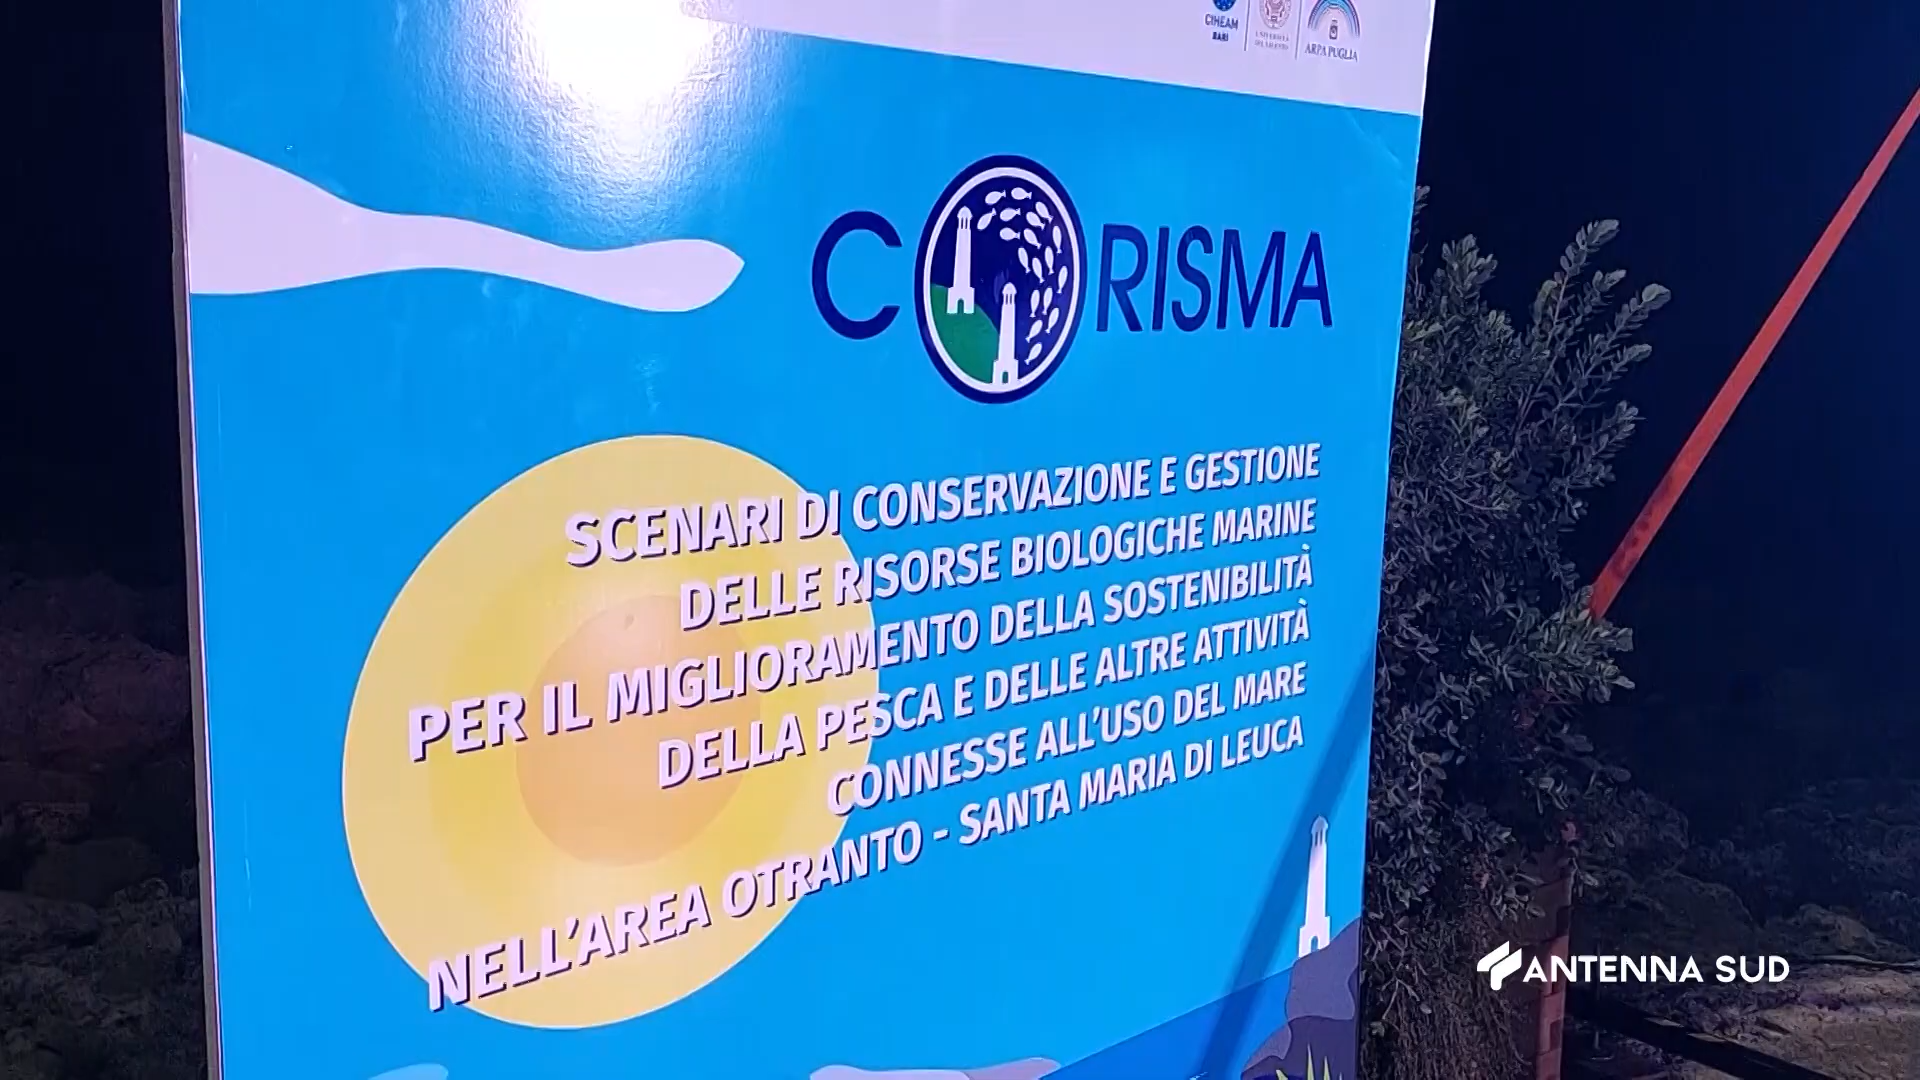 CIHEAM
BARI
UNIVERSITÀ
DEL SALENTO
ARPA PUGLIA
CORISMA
SCENARI DI CONSERVAZIONE E GESTIONE
DELLE RISORSE BIOLOGICHE MARINE
PER IL MIGLIORAMENTO DELLA SOSTENIBILITÀ
DELLA PESCA E DELLE ALTRE ATTIVITÀ
CONNESSE ALL'USO DEL MARE
NELL'AREA OTRANTO - SANTA MARIA DI LEUCA
ANTENNA SUD